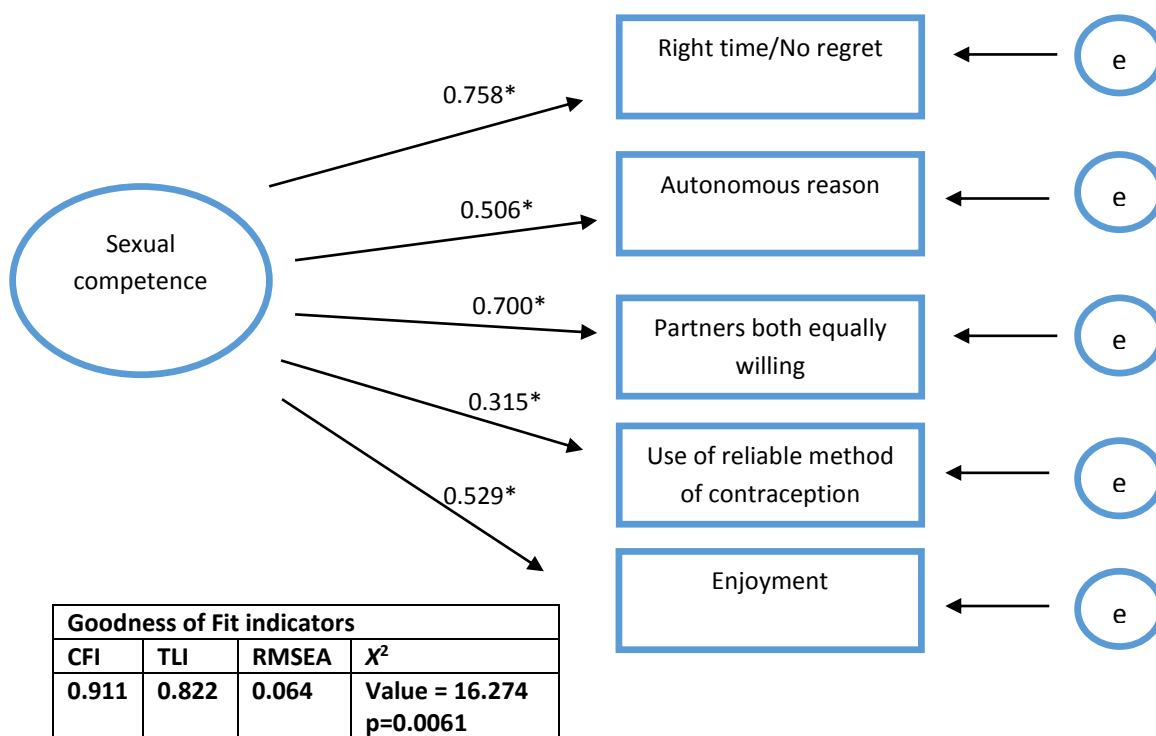 Right time/No regret
e
0.758*
Autonomous reason
e
0.506*
Sexual
competence
0.700*
Partners both equally
willing
e
0.315*
Use of reliable method
of contraception
e
0.529*
Enjoyment
e
Goodness of Fit indicators
CFI TLI RMSEA X²
0.911 0.822 0.064 Value = 16.274
p=0.0061